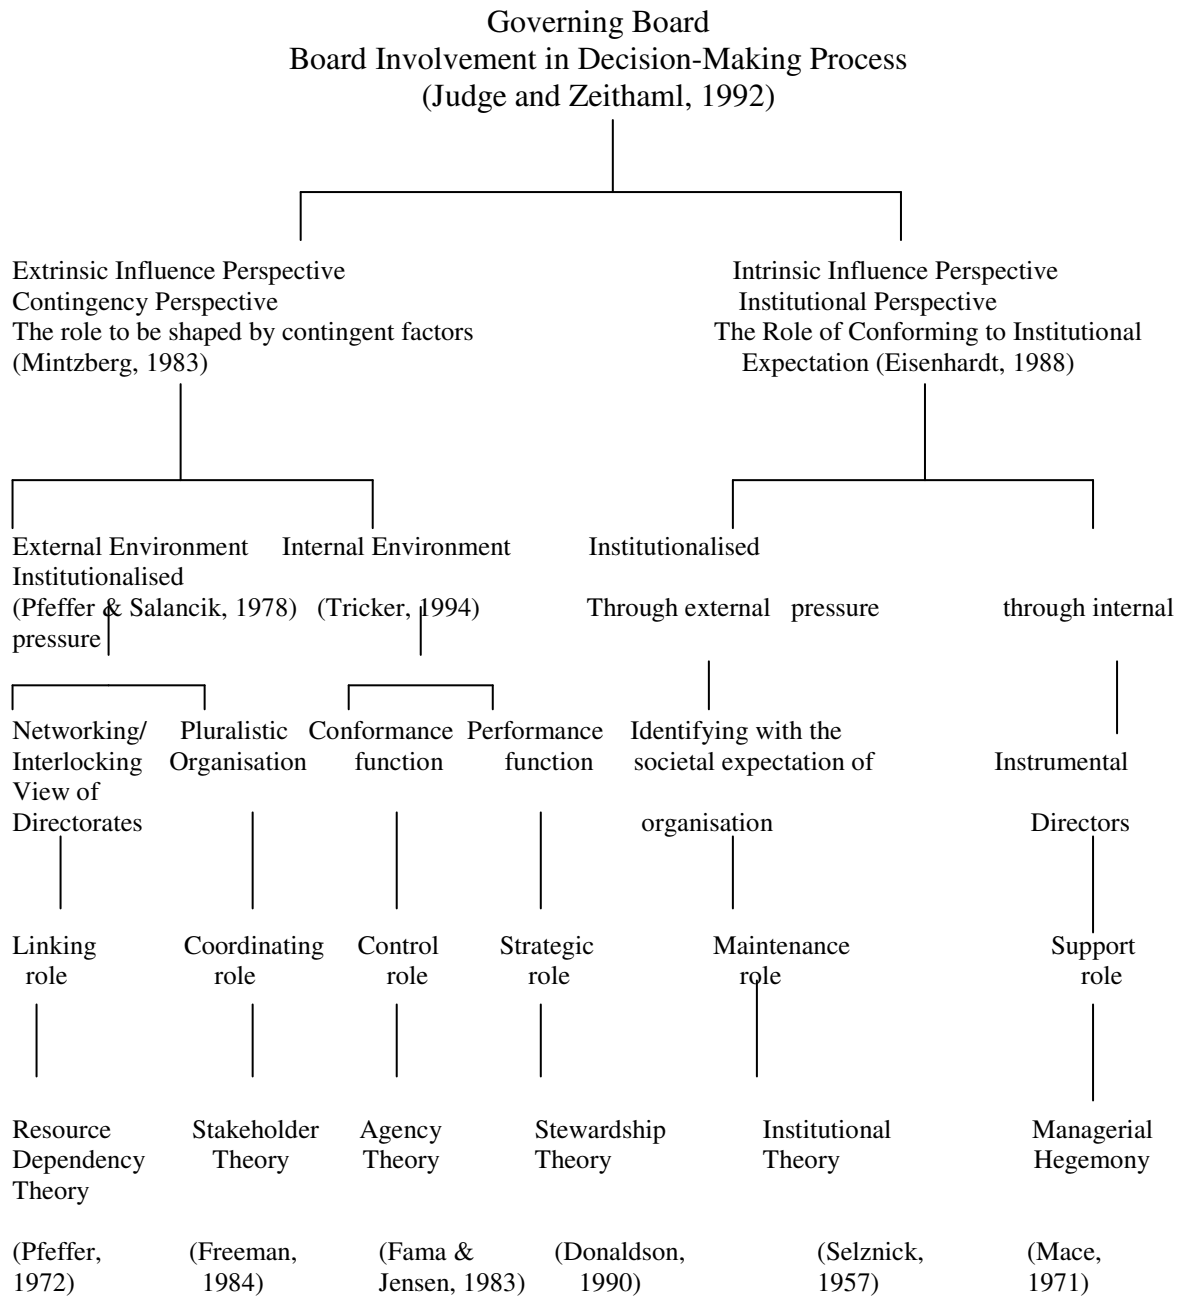 Governing Board
Board Involvement in Decision-Making Process
(Judge and Zeithaml, 1992)
Extrinsic Influence Perspective
Contingency Perspective
The role to be shaped by contingent factors
(Mintzberg, 1983)
Intrinsic Influence Perspective
Institutional Perspective
The Role of Conforming to Institutional
Expectation (Eisenhardt, 1988)
External Environment Internal Environment Institutionalised
Institutionalised
(Pfeffer & Salancik, 1978) (Tricker, 1994) Through external pressure through internal
pressure
Networking/ Pluralistic Conformance Performance Identifying with the
Interlocking Organisation function function societal expectation of Instrumental
View of
Directorates organisation Directors
Linking Coordinating Control Strategic Maintenance Support
role role role role role role
Resource Stakeholder Agency Stewardship Institutional Managerial
Dependency Theory Theory Theory Theory Hegemony
Theory
(Pfeffer, (Freeman, (Fama & (Donaldson, (Selznick, (Mace,
1972) 1984) Jensen, 1983) 1990) 1957) 1971)